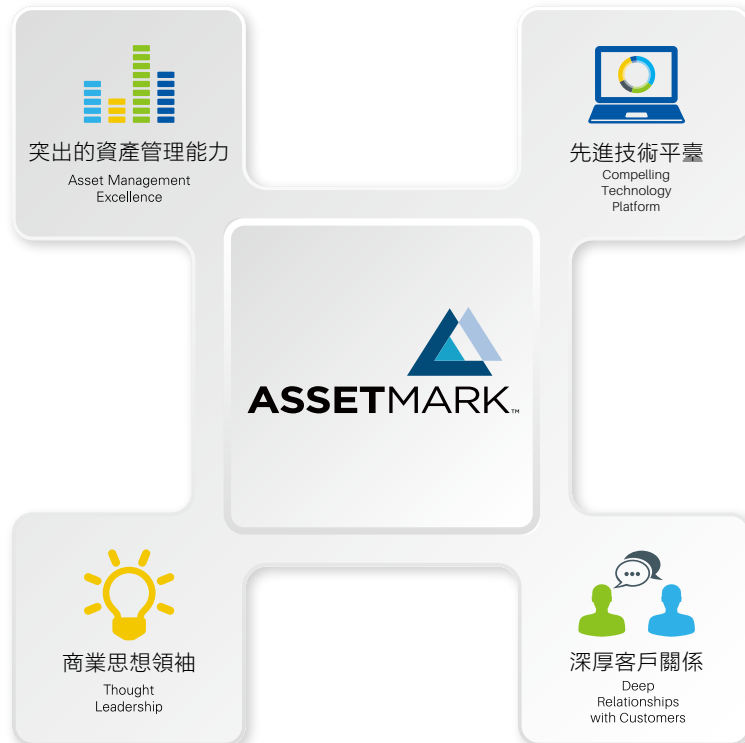 突出的資產管理能力
Asset Management
Excellence
先進技術平臺
Compelling
Technology
Platform
ASSETMARK™
商業思想領袖
Thought
Leadership
深厚客戶關係
Deep
Relationships
with Customers